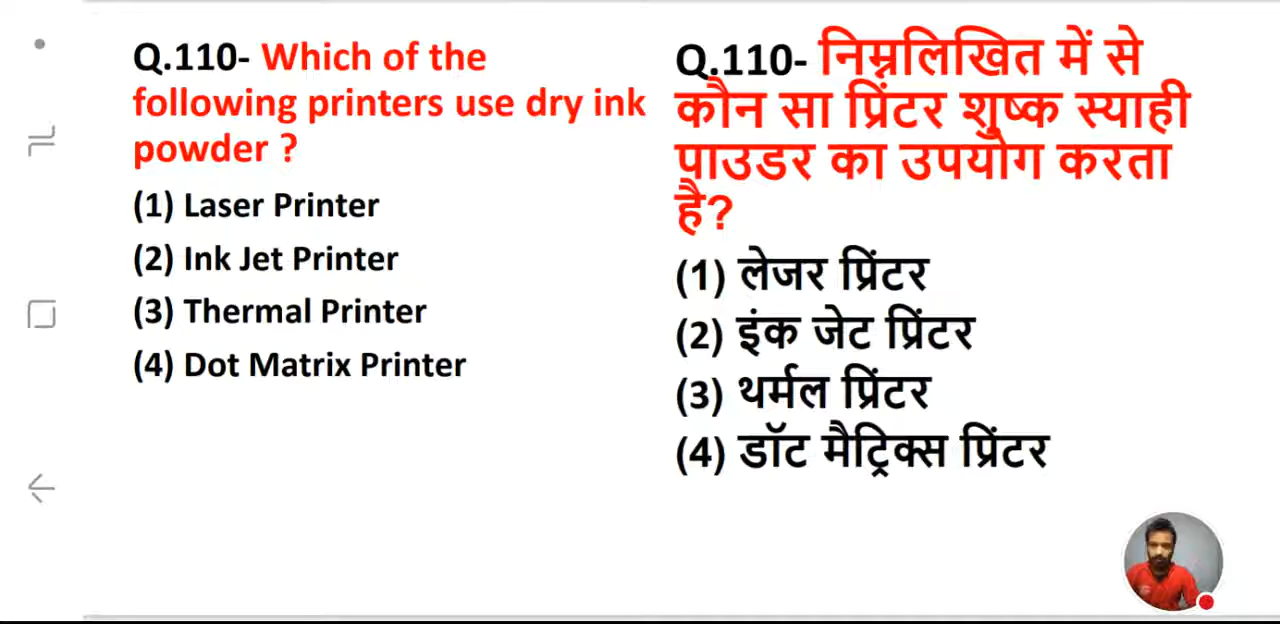 Q.110- Which of the
following printers use dry ink
powder ?
(1) Laser Printer
(2) Ink Jet Printer
(3) Thermal Printer
(4) Dot Matrix Printer
Q.110- निम्नलिखित में से
कौन सा प्रिंटर शुष्क स्याही
पाउडर का उपयोग करता
है?
(1) लेजर प्रिंटर
(2) इंक जेट प्रिंटर
(3) थर्मल प्रिंटर
(4) डॉट मैट्रिक्स प्रिंटर